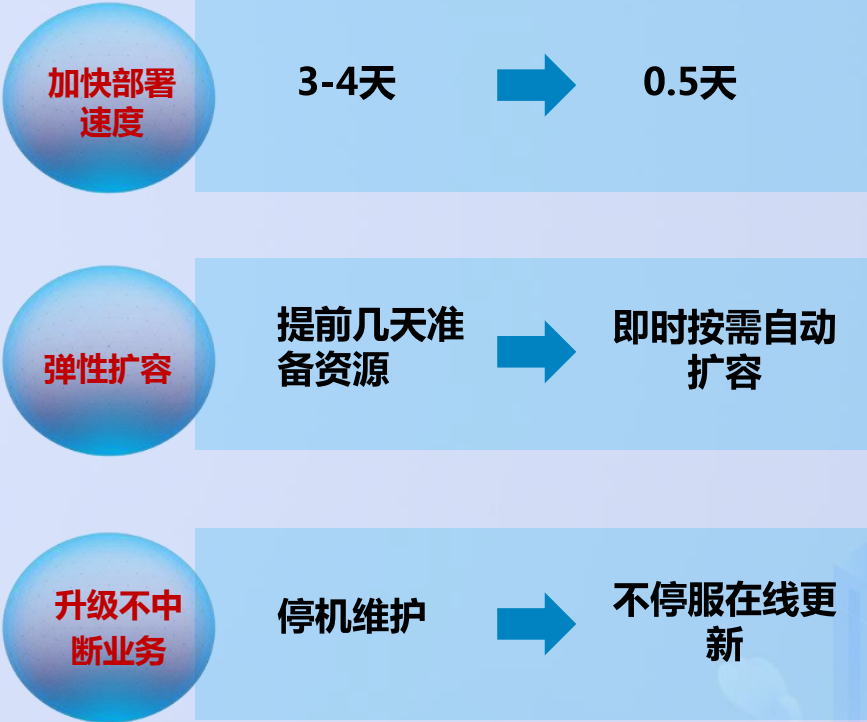 加快部署
速度
3-4天
0.5天
弹性扩容
提前几天准
备资源
即时按需自动
扩容
升级不中
断业务
停机维护
不停服在线更
新